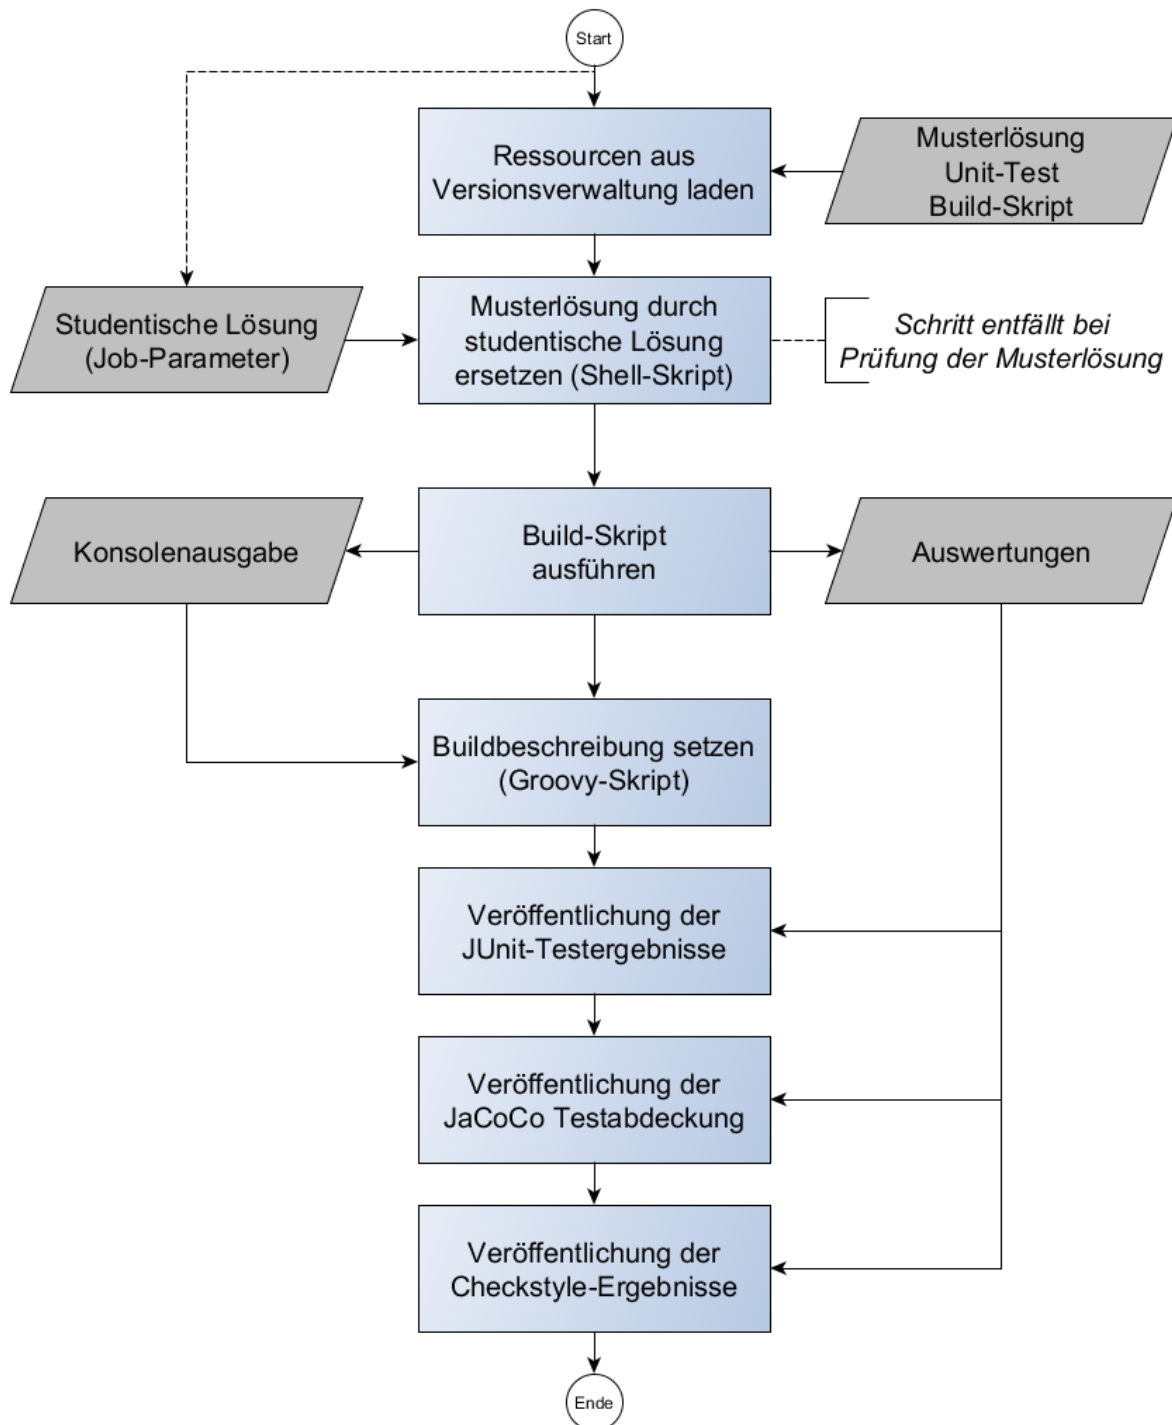 Start
Ressourcen aus
Versionsverwaltung laden
Musterlösung
Unit-Test
Build-Skript
Studentische Lösung
(Job-Parameter)
Musterlösung durch
studentische Lösung
ersetzen (Shell-Skript)
Schritt entfällt bei
Prüfung der Musterlösung
Konsolenausgabe
Build-Skript
ausführen
Auswertungen
Buildbeschreibung setzen
(Groovy-Skript)
Veröffentlichung der
JUnit-Testergebnisse
Veröffentlichung der
JaCoCo Testabdeckung
Veröffentlichung der
Checkstyle-Ergebnisse
Ende